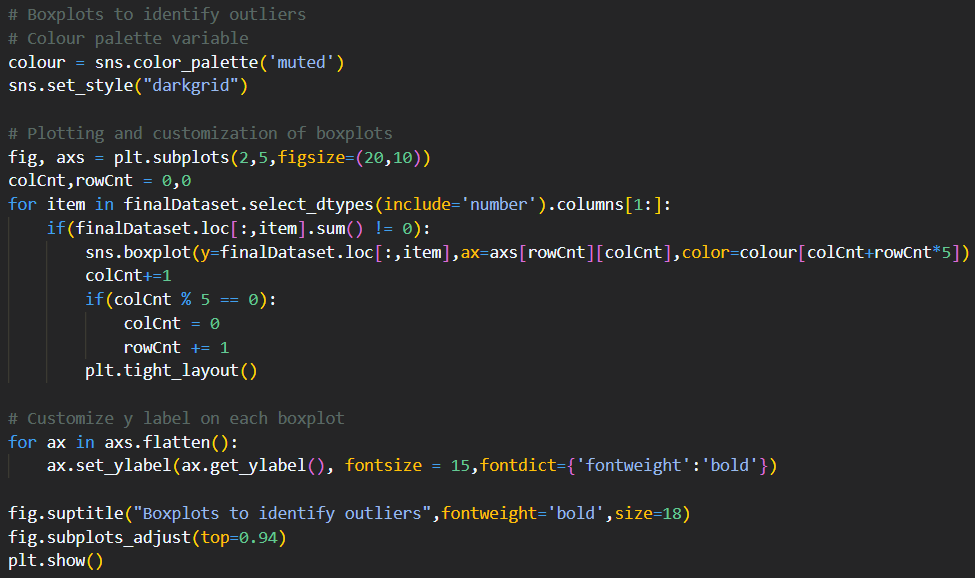 # Boxplots to identify outliers
# Colour palette variable
colour = sns.color_palette('muted')
sns.set_style("darkgrid")

# Plotting and customization of boxplots
fig, axs = plt.subplots(2,5,figsize=(20,10))
colCnt,rowCnt = 0,0
for item in finalDataset.select_dtypes(include='number').columns[1:]:
    if(finalDataset.loc[:,item].sum() != 0):
        sns.boxplot(y=finalDataset.loc[:,item],ax=axs[rowCnt][colCnt],color=colour[colCnt+rowCnt*5])
        colCnt+=1
        if(colCnt % 5 == 0):
            colCnt = 0
            rowCnt += 1
        plt.tight_layout()

# Customize y label on each boxplot
for ax in axs.flatten():
    ax.set_ylabel(ax.get_ylabel(), fontsize = 15,fontdict={'fontweight':'bold'})

fig.suptitle("Boxplots to identify outliers",fontweight='bold',size=18)
fig.subplots_adjust(top=0.94)
plt.show()